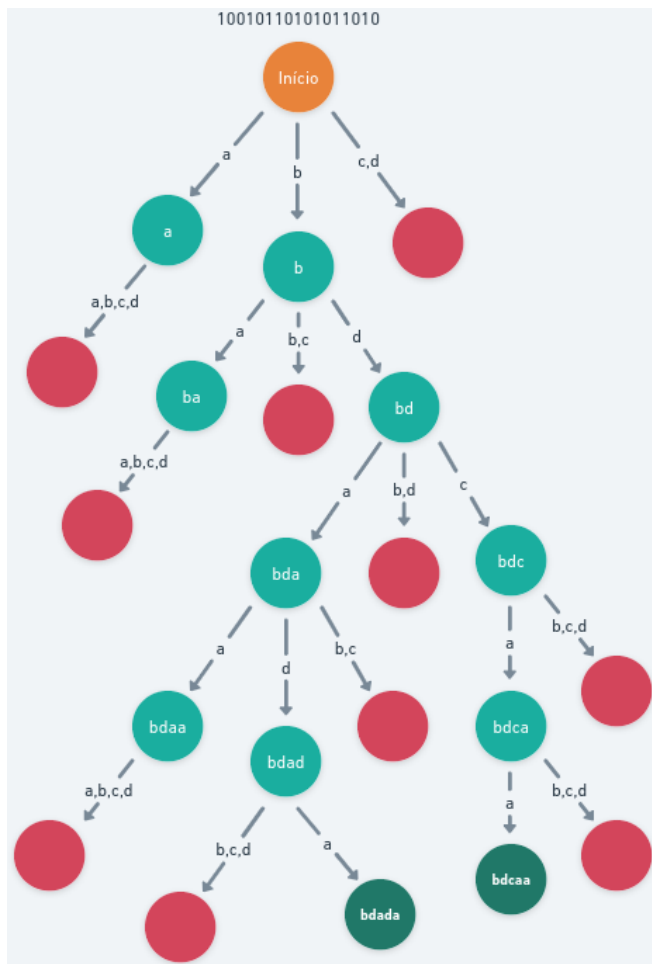 10010110101011010
Início
a
b
c,d
a
b
a,b,c,d
a
b,c
d
ba
bd
a,b,c,d
a
b,d
c
bda
bdc
a
d
b,c
a
b,c,d
bdaa
bdad
bdca
a,b,c,d
b,c,d
a
a
b,c,d
bdada
bdcaa